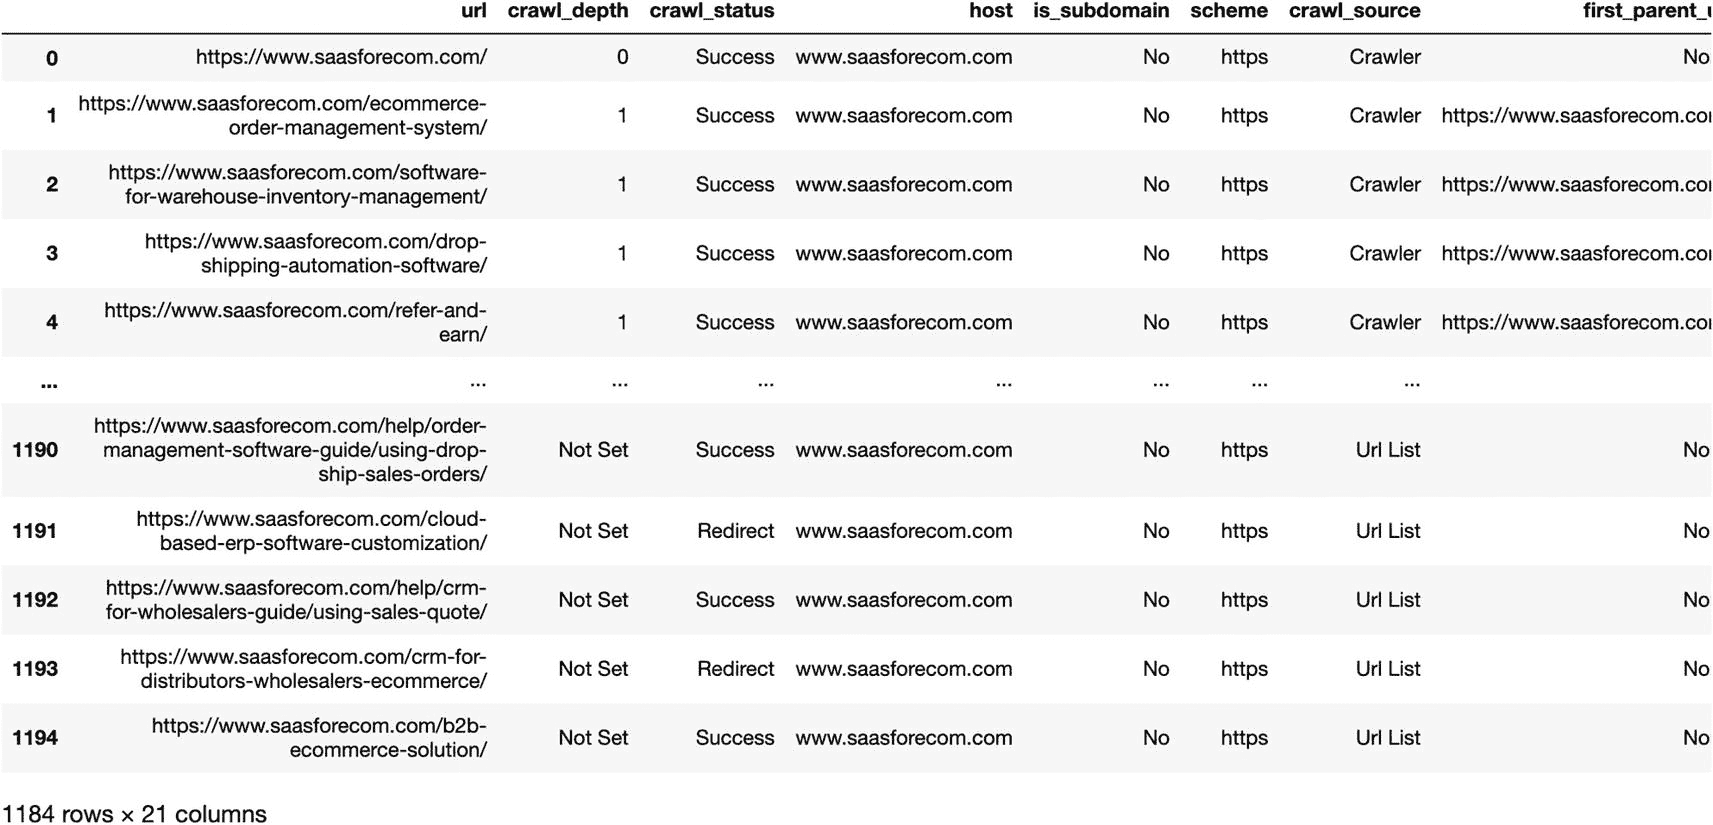 url crawl_depth crawl_status host is_subdomain scheme crawl_source first_parent_u
0 https://www.saasforecom.com/ 0 Success www.saasforecom.com No https Crawler No
https://www.saasforecom.com/ecommerce-
1 order-management-system/ 1 Success www.saasforecom.com No https Crawler https://www.saasforecom.co
https://www.saasforecom.com/software-
2 for-warehouse-inventory-management/ 1 Success www.saasforecom.com No https Crawler https://www.saasforecom.co
https://www.saasforecom.com/drop-
3 shipping-automation-software/ 1 Success www.saasforecom.com No https Crawler https://www.saasforecom.co
https://www.saasforecom.com/refer-and-
4 earn/ 1 Success www.saasforecom.com No https Crawler https://www.saasforecom.co
... ... ... ... ... ... ... ...
https://www.saasforecom.com/help/order-
1190 management-software-guide/using-drop- Not Set Success www.saasforecom.com No https Url List No
ship-sales-orders/
https://www.saasforecom.com/cloud-
1191 based-erp-software-customization/ Not Set Redirect www.saasforecom.com No https Url List No
https://www.saasforecom.com/help/crm-
1192 for-wholesalers-guide/using-sales-quote/ Not Set Success www.saasforecom.com No https Url List No
https://www.saasforecom.com/crm-for-
1193 distributors-wholesalers-ecommerce/ Not Set Redirect www.saasforecom.com No https Url List No
https://www.saasforecom.com/b2b-
1194 ecommerce-solution/ Not Set Success www.saasforecom.com No https Url List No
1184 rows × 21 columns